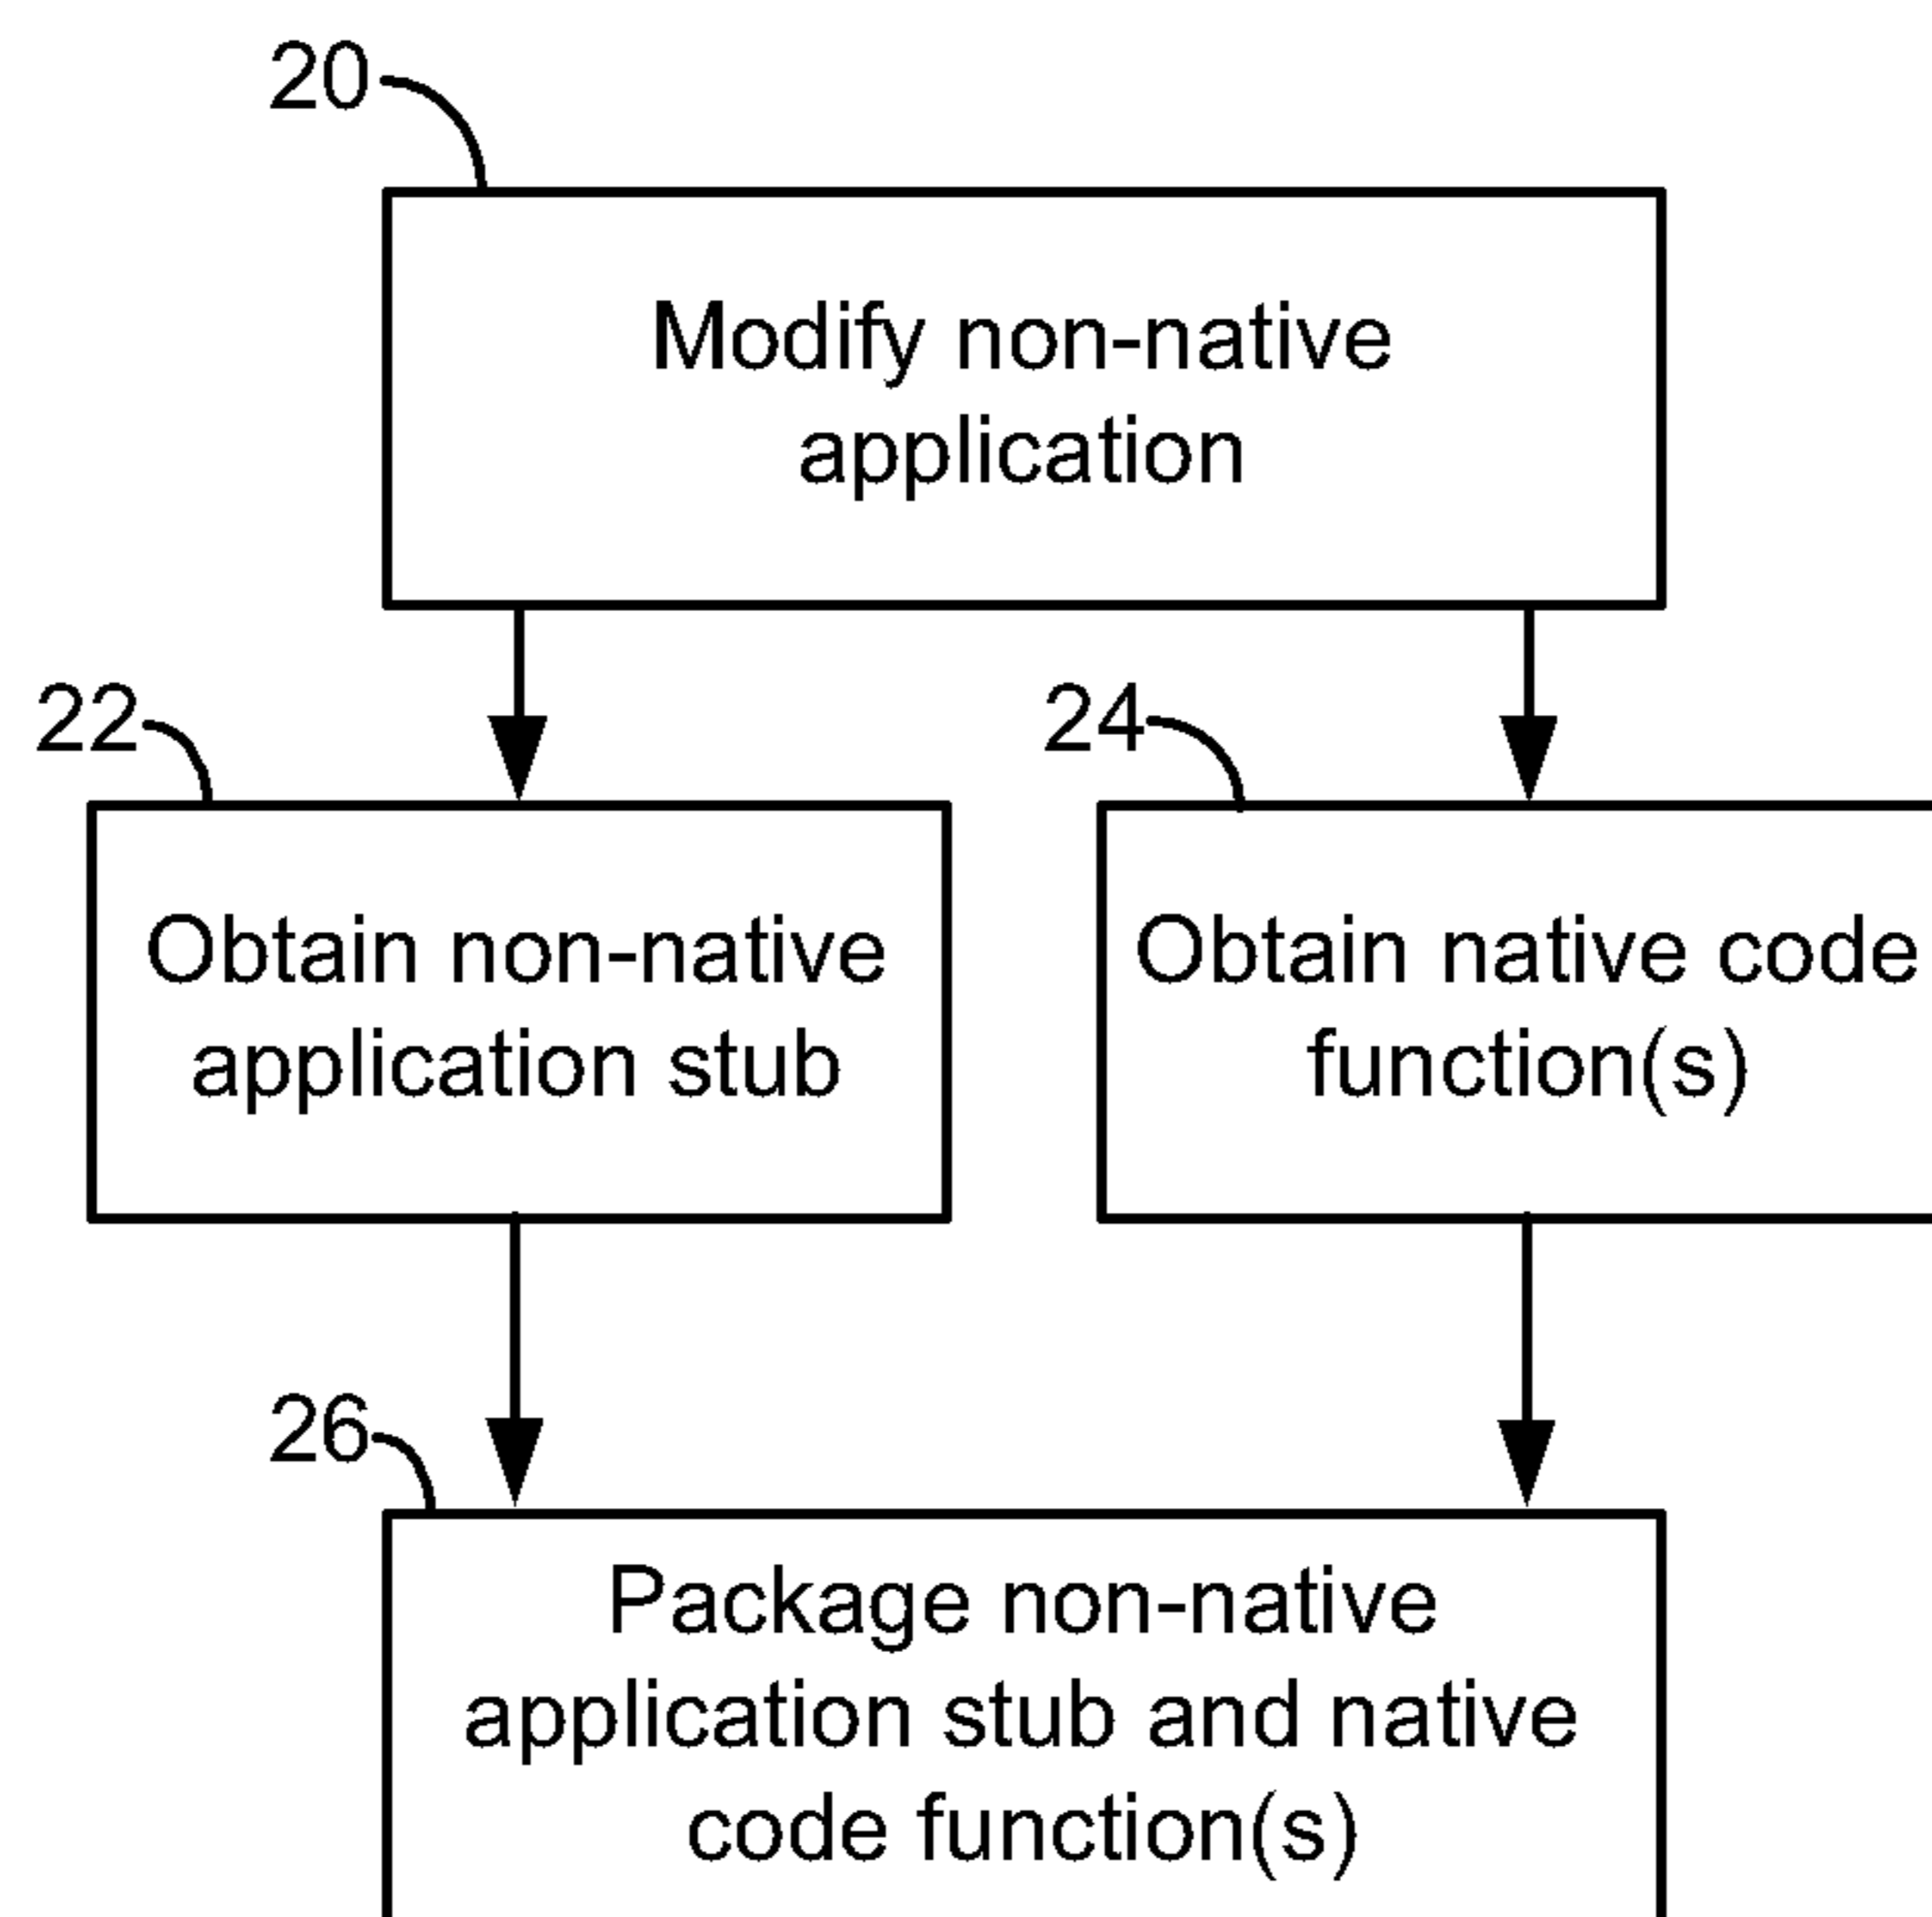 20
Modify non-native
application
22
24
Obtain non-native
application stub
Obtain native code
function(s)
26
Package non-native
application stub and native
code function(s)